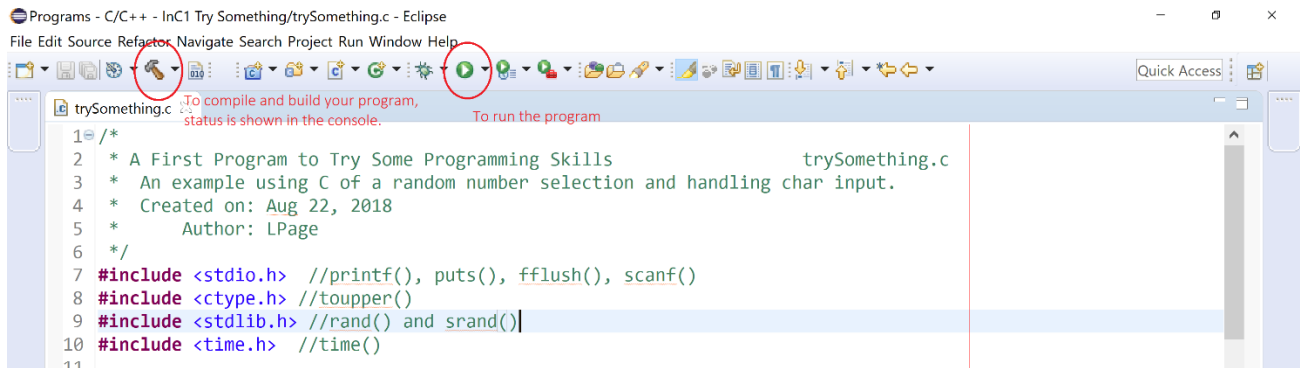 Programs - C/C++ - InC1 Try Something/trySomething.c - Eclipse
File Edit Source Refactor Navigate Search Project Run Window Help
010
Quick Access
trySomething.c
To compile and build your program,
status is shown in the console.
To run the program
1 /*
2 * A First Program to Try Some Programming Skills trySomething.c
3 * An example using C of a random number selection and handling char input.
4 * Created on: Aug 22, 2018
5 * Author: LPage
6 */
7 #include <stdio.h> //printf(), puts(), fflush(), scanf()
8 #include <ctype.h> //toupper()
9 #include <stdlib.h> //rand() and srand()
10 #include <time.h> //time()
11